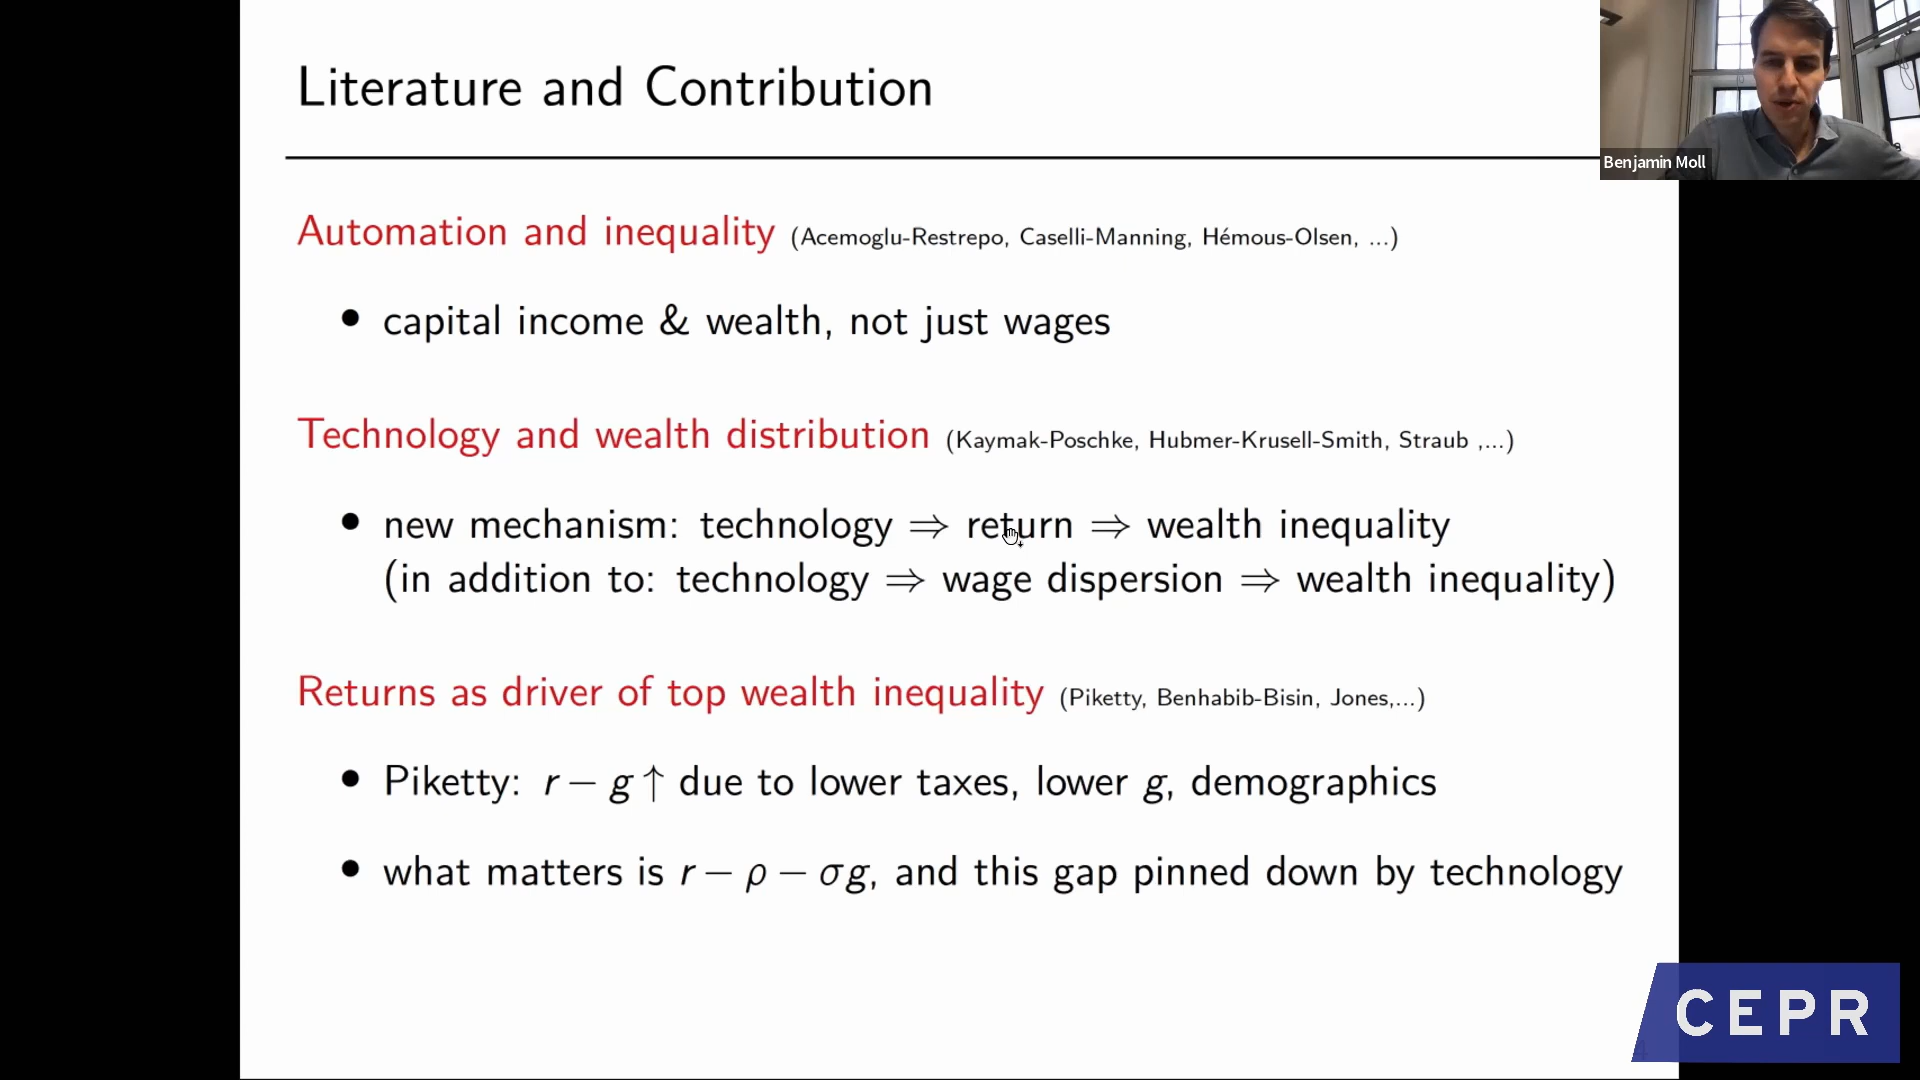 Literature and Contribution
Benjamin Moll
Automation and inequality (Acemoglu-Restrepo, Caselli-Manning, Hémous-Olsen, ...)
• capital income & wealth, not just wages
Technology and wealth distribution (Kaymak-Poschke, Hubmer-Krusell-Smith, Straub ,...)
• new mechanism: technology ⇒ return ⇒ wealth inequality
(in addition to: technology ⇒ wage dispersion ⇒ wealth inequality)
Returns as driver of top wealth inequality (Piketty, Benhabib-Bisin, Jones,...)
• Piketty: r − g ↑ due to lower taxes, lower g, demographics
• what matters is r − ρ − σg, and this gap pinned down by technology
CEPR